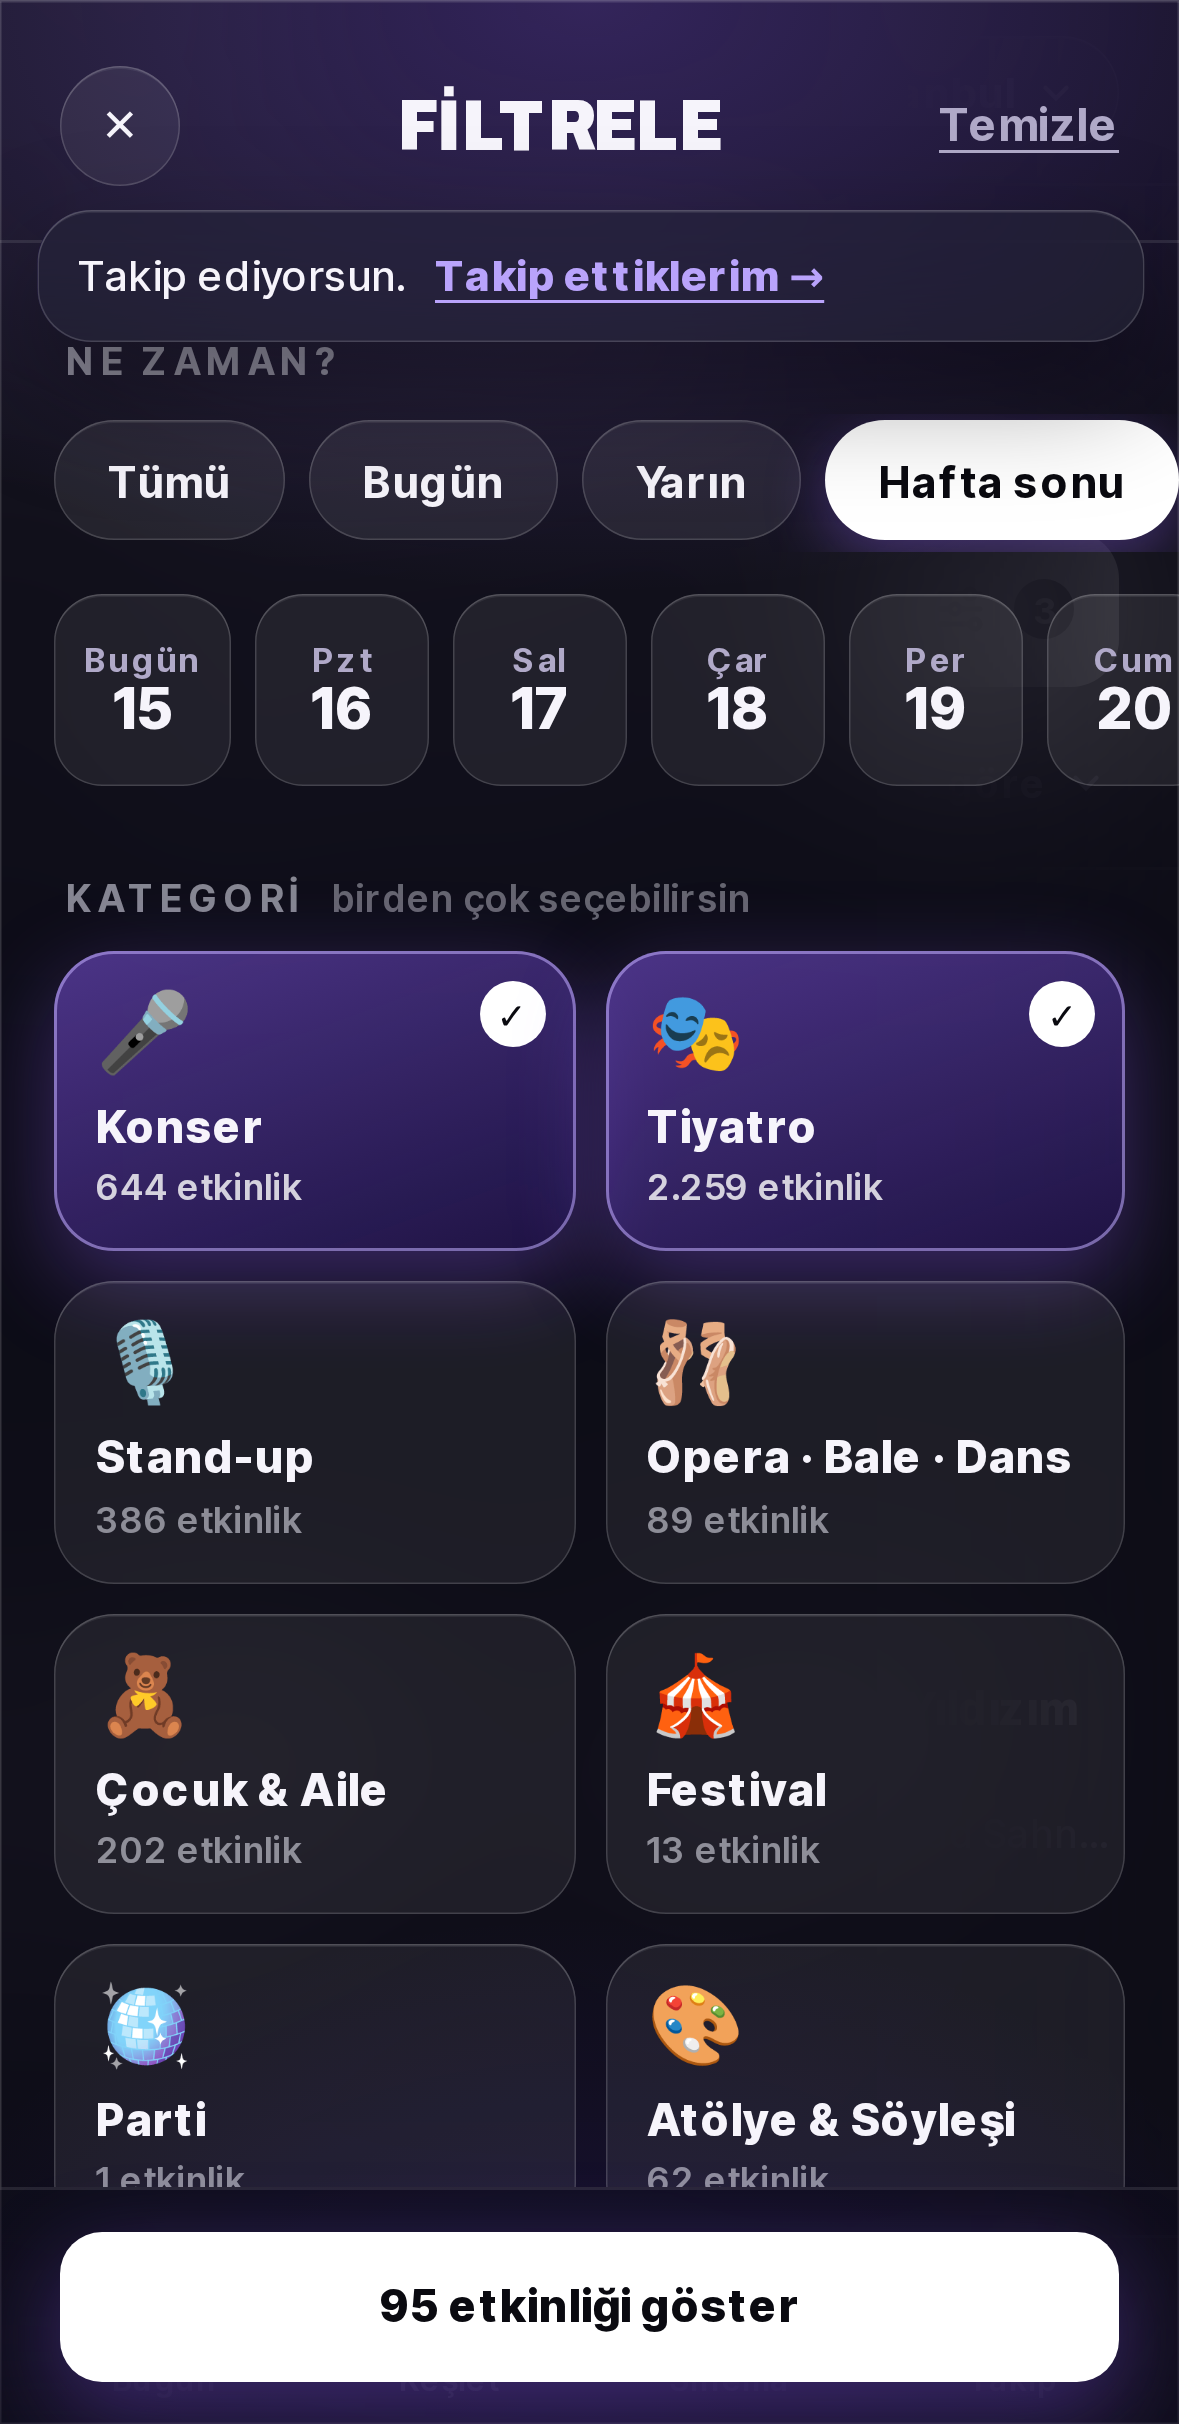 FİLTRELE
Temizle
Takip ediyorsun. Takip ettiklerim →
NE ZAMAN?
Tümü
Bugün
Yarın
Hafta sonu
Bugün
15
Pzt
16
Sal
17
Çar
18
Per
19
Cum
20
3
KATEGORİ birden çok seçebilirsin
Konser
644 etkinlik
Tiyatro
2.259 etkinlik
Stand-up
386 etkinlik
Opera · Bale · Dans
89 etkinlik
Çocuk & Aile
202 etkinlik
Festival
13 etkinlik
Parti
1 etkinlik
Atölye & Söyleşi
62 etkinlik
95 etkinliği göster